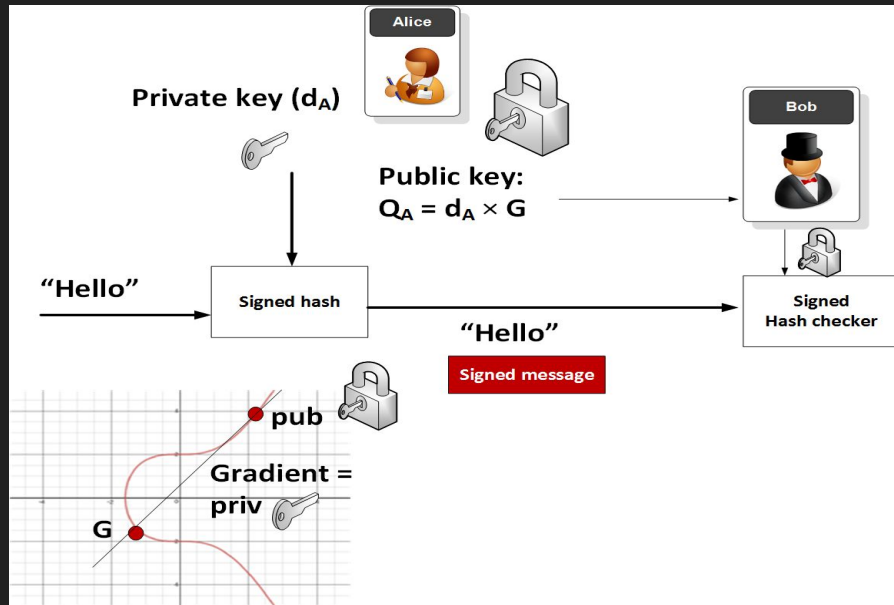 Alice
Private key (dA)
Bob
Public key:
QA = dA × G
“Hello”
Signed hash
Signed
Hash checker
“Hello”
Signed message
pub
Gradient =
priv
G